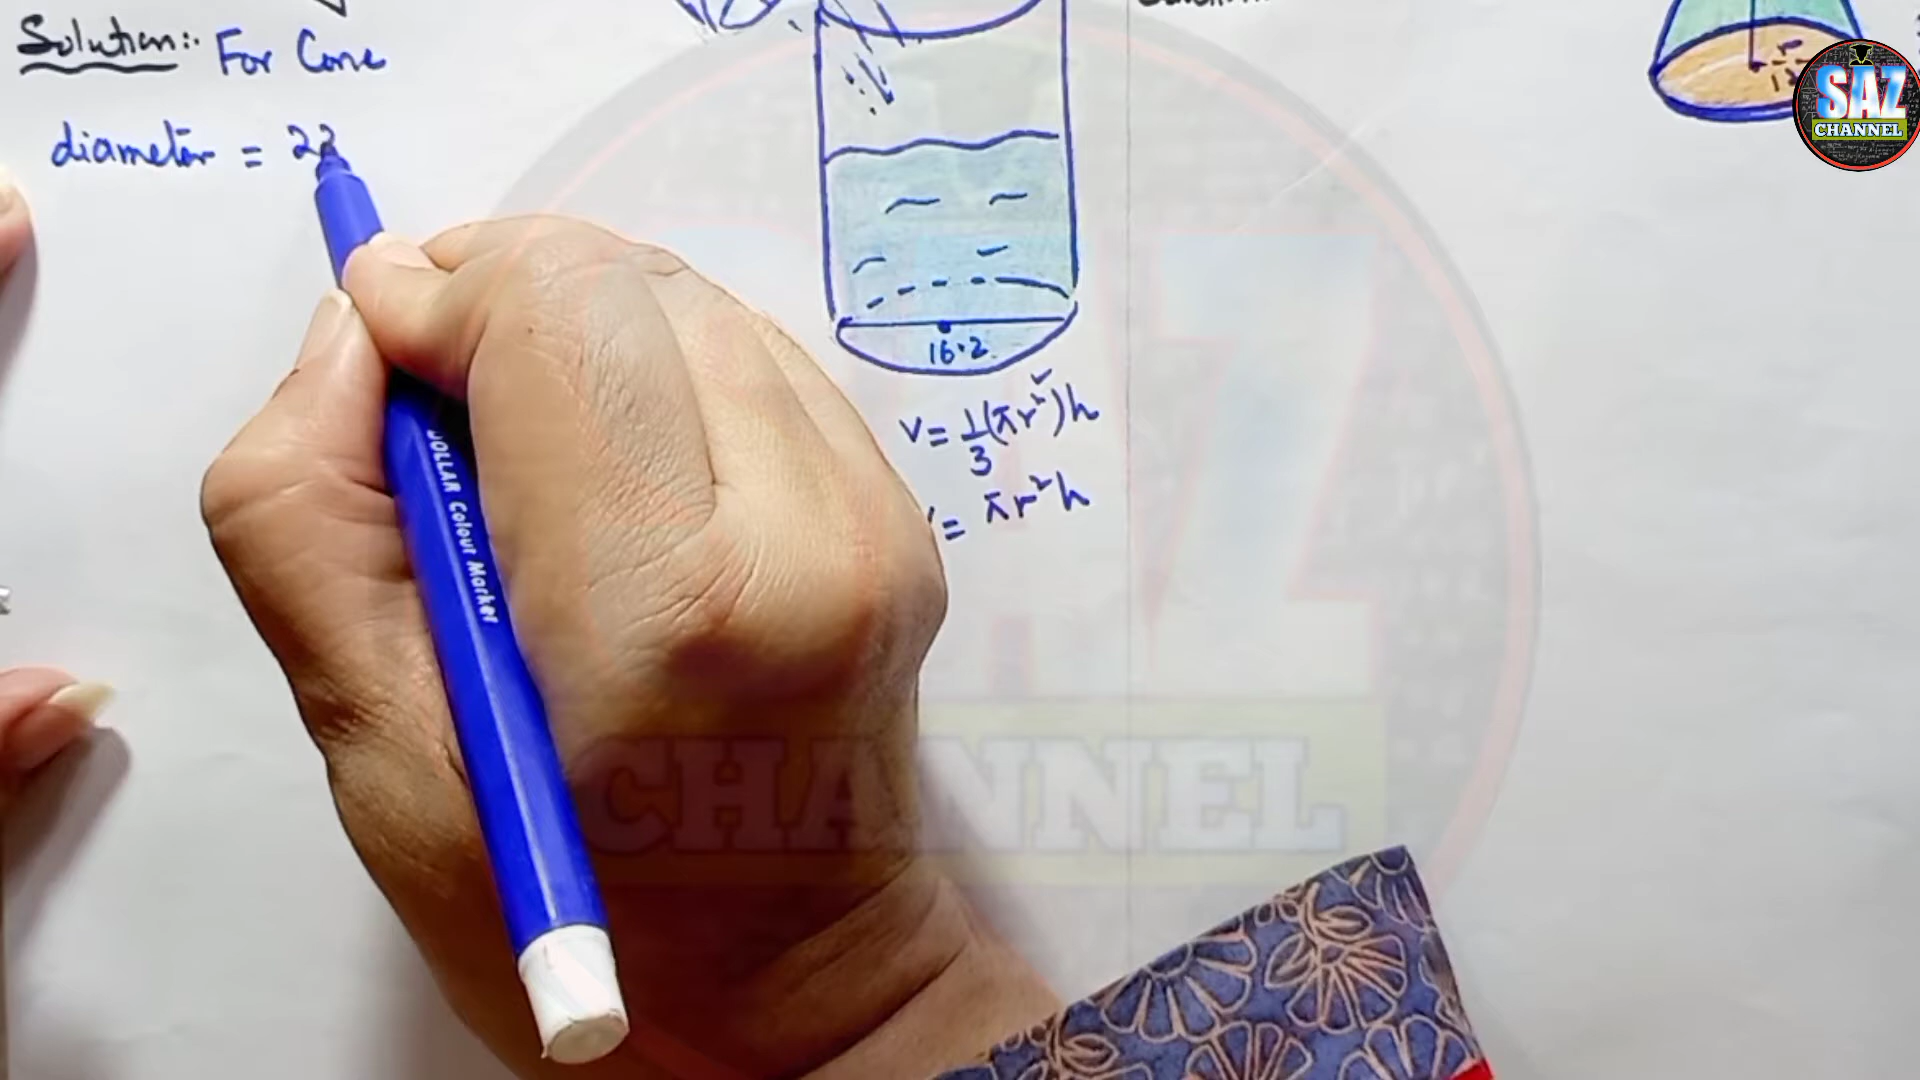 Solution:- For Cone
diameter = 22
16.2
V = 1/3 (πr²)h
= πr²h
r
DOLLAR Colour Marker
SAZ
CHANNEL
CHANNEL